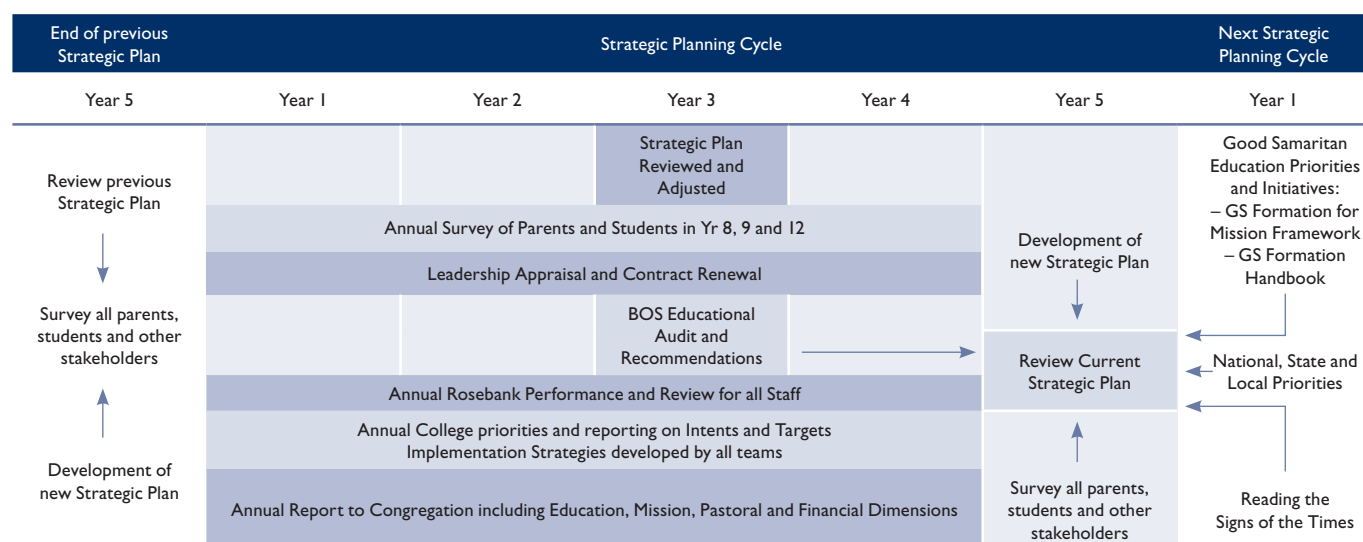 End of previous
Strategic Plan
Strategic Planning Cycle
Next Strategic
Planning Cycle
Year 5
Year 1
Year 2
Year 3
Year 4
Year 5
Year 1
Review previous
Strategic Plan
Survey all parents,
students and other
stakeholders
Development of
new Strategic Plan
Strategic Plan
Reviewed and
Adjusted
Annual Survey of Parents and Students in Yr 8, 9 and 12
Leadership Appraisal and Contract Renewal
BOS Educational
Audit and
Recommendations
Annual Rosebank Performance and Review for all Staff
Annual College priorities and reporting on Intents and Targets
Implementation Strategies developed by all teams
Annual Report to Congregation including Education, Mission, Pastoral and Financial Dimensions
Development of
new Strategic Plan
Review Current
Strategic Plan
Survey all parents,
students and other
stakeholders
Good Samaritan
Education Priorities
and Initiatives:
– GS Formation for
Mission Framework
– GS Formation
Handbook
National, State and
Local Priorities
Reading the
Signs of the Times